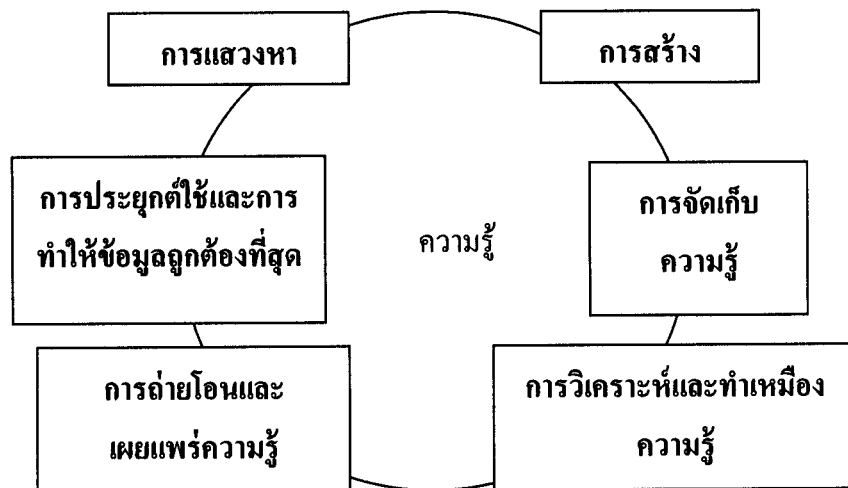 การแสวงหา
การสร้าง
การประยุกต์ใช้และการ
ทำให้ข้อมูลถูกต้องที่สุด
ความรู้
การจัดเก็บ
ความรู้
การถ่ายโอนและ
เผยแพร่ความรู้
การวิเคราะห์และทำเหมือง
ความรู้